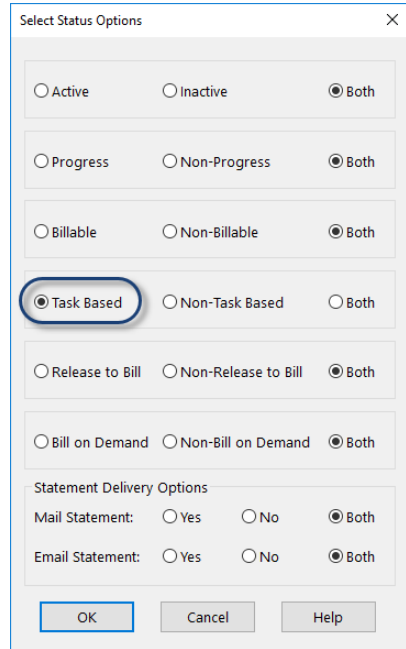 Select Status Options
Active Inactive Both
Progress Non-Progress Both
Billable Non-Billable Both
Task Based Non-Task Based Both
Release to Bill Non-Release to Bill Both
Bill on Demand Non-Bill on Demand Both
Statement Delivery Options
Mail Statement: Yes No Both
Email Statement: Yes No Both
OK Cancel Help